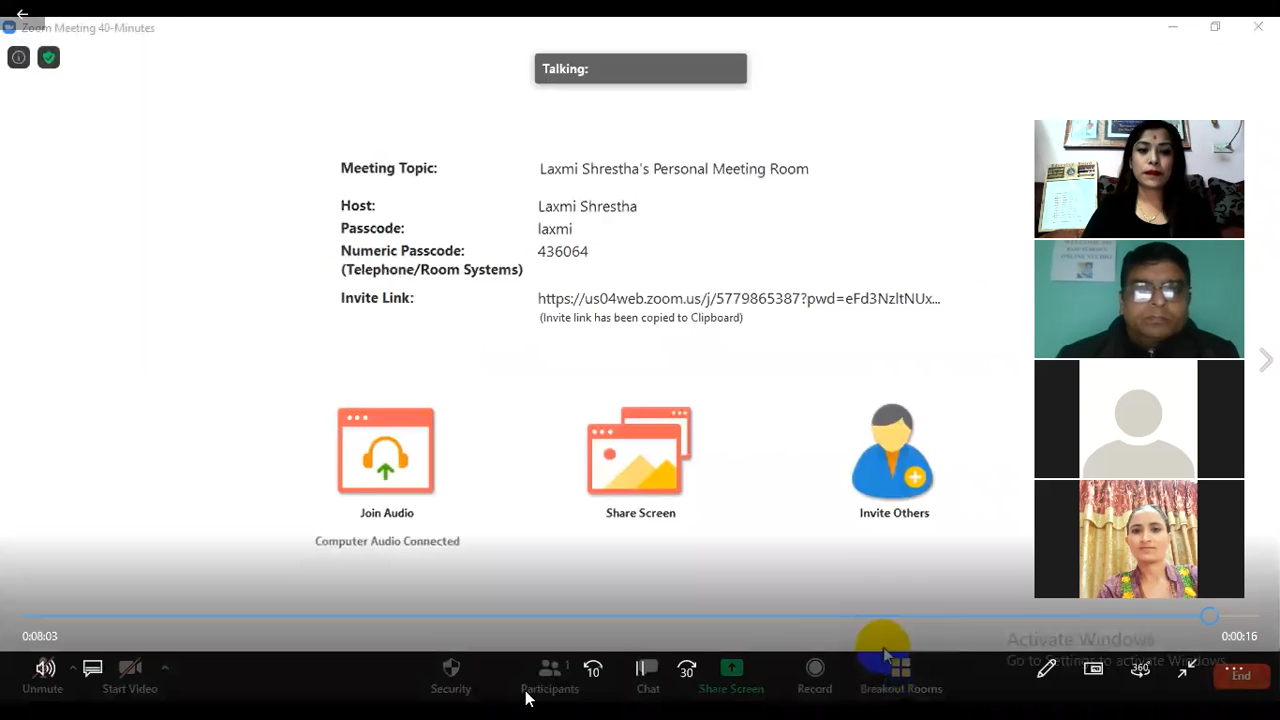 Zoom Meeting 40-Minutes
Talking:
Meeting Topic: Laxmi Shrestha's Personal Meeting Room
Host: Laxmi Shrestha
Passcode: laxmi
Numeric Passcode: 436064
(Telephone/Room Systems)
Invite Link: https://us04web.zoom.us/j/5779865387?pwd=eFd3NzltNUx...
(Invite link has been copied to Clipboard)
Join Audio
Share Screen
Invite Others
Computer Audio Connected
0:08:03
0:00:16
Activate Windows
Go to Settings to activate Windows.
1
10
30
360
Unmute
Start Video
Security
Participants
Chat
Share Screen
Record
Breakout Rooms
End